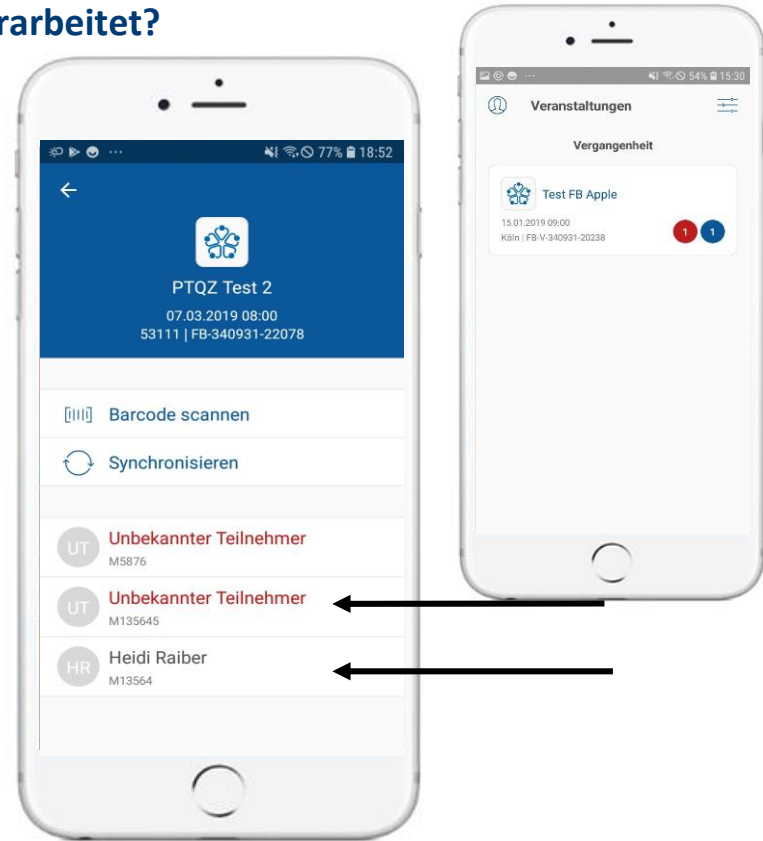 rarbeitet?
77% 18:52
PTQZ Test 2
07.03.2019 08:00
53111 | FB-340931-22078
Barcode scannen
Synchronisieren
UT
Unbekannter Teilnehmer
M5876
UT
Unbekannter Teilnehmer
M135645
HR
Heidi Raiber
M13564
54% 15:30
Veranstaltungen
Vergangenheit
Test FB Apple
15.01.2019 09:00
Köln | FB-V-340931-20238
1
1